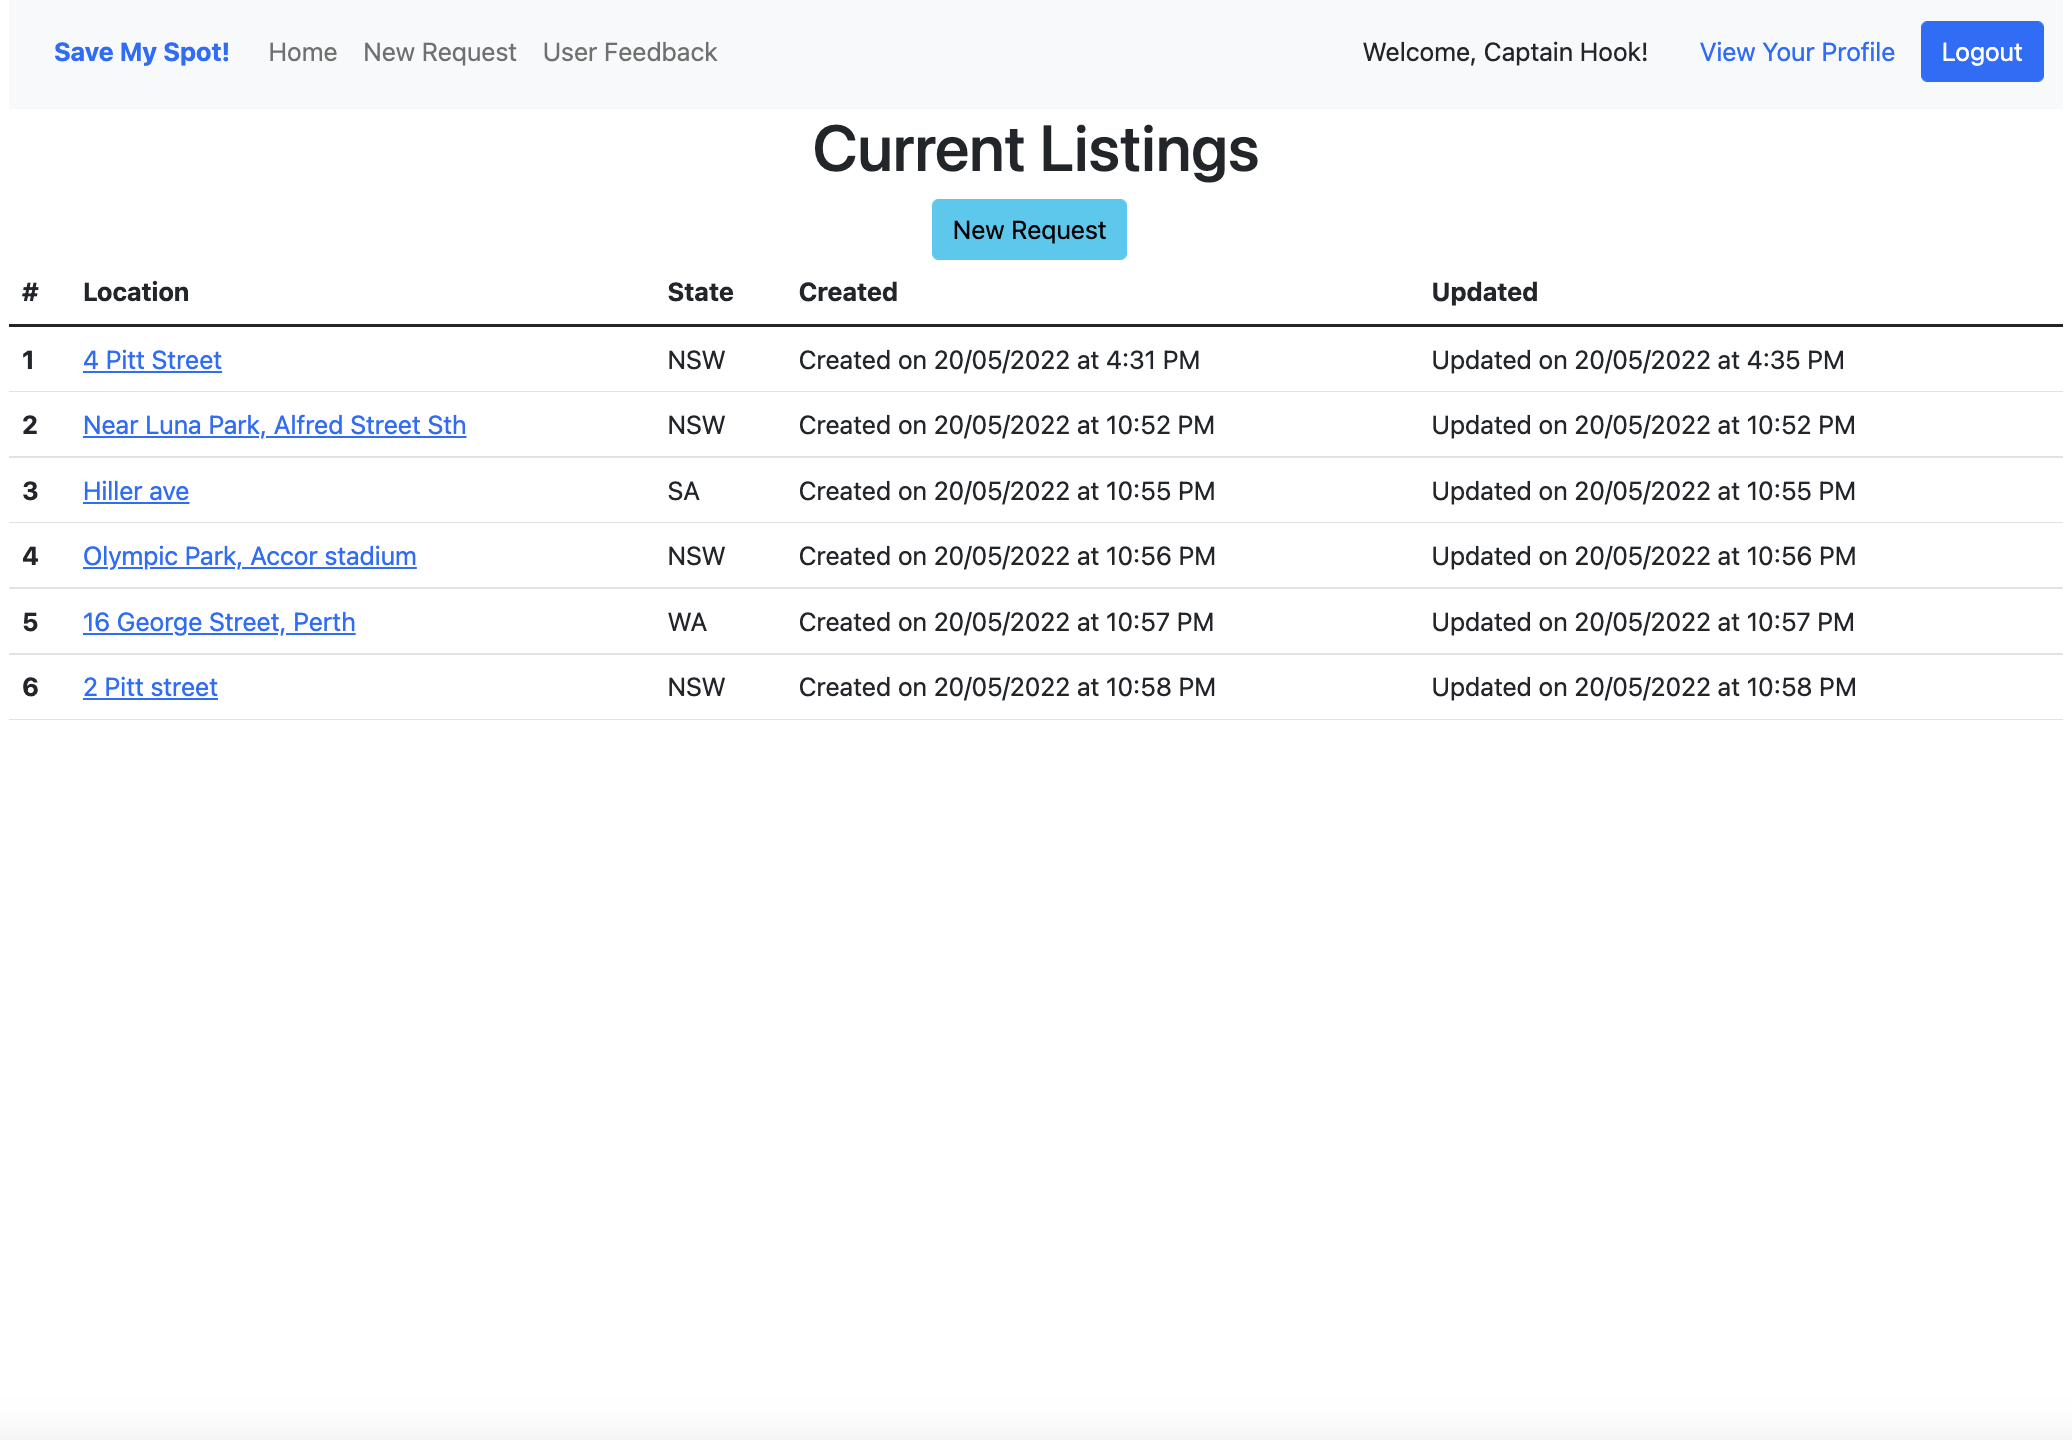 Save My Spot! Home New Request User Feedback Welcome, Captain Hook! View Your Profile Logout
Current Listings
New Request
# Location State Created Updated
1 4 Pitt Street NSW Created on 20/05/2022 at 4:31 PM Updated on 20/05/2022 at 4:35 PM
2 Near Luna Park, Alfred Street Sth NSW Created on 20/05/2022 at 10:52 PM Updated on 20/05/2022 at 10:52 PM
3 Hiller ave SA Created on 20/05/2022 at 10:55 PM Updated on 20/05/2022 at 10:55 PM
4 Olympic Park, Accor stadium NSW Created on 20/05/2022 at 10:56 PM Updated on 20/05/2022 at 10:56 PM
5 16 George Street, Perth WA Created on 20/05/2022 at 10:57 PM Updated on 20/05/2022 at 10:57 PM
6 2 Pitt street NSW Created on 20/05/2022 at 10:58 PM Updated on 20/05/2022 at 10:58 PM